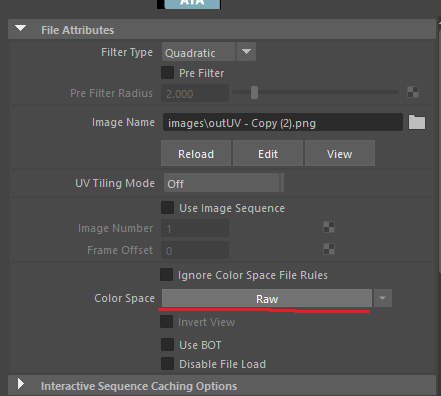 File Attributes
Filter Type Quadratic
Pre Filter
Pre Filter Radius 2.000
Image Name images\outUV - Copy (2).png
Reload Edit View
UV Tiling Mode Off
Use Image Sequence
Image Number 1
Frame Offset 0
Ignore Color Space File Rules
Color Space Raw
Invert View
Use BOT
Disable File Load
Interactive Sequence Caching Options